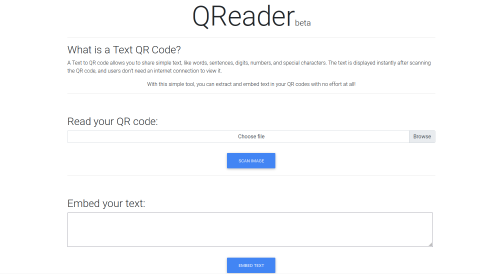 QReader beta
What is a Text QR Code?
A Text to QR code allows you to share simple text, like words, sentences, digits, numbers, and special characters. The text is displayed instantly after scanning
the QR code, and users don't need an internet connection to view it.
With this simple tool, you can extract and embed text in your QR codes with no effort at all!
Read your QR code:
Choose file Browse
SCAN IMAGE
Embed your text:
EMBED TEXT